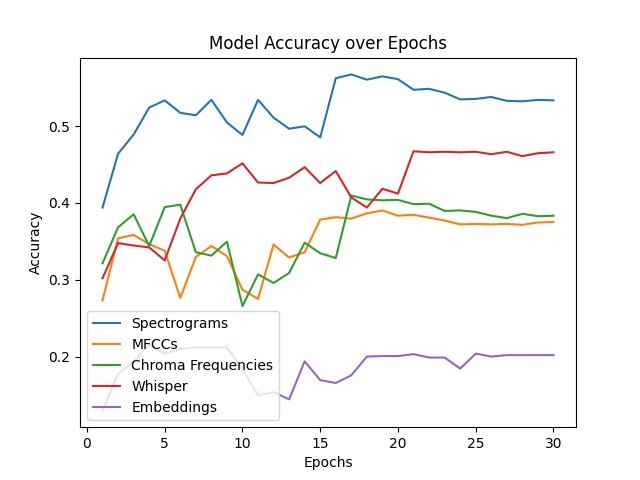 Model Accuracy over Epochs
Accuracy
0.5
0.4
0.3
0.2
Spectrograms
MFCCs
Chroma Frequencies
Whisper
Embeddings
0 5 10 15 20 25 30
Epochs